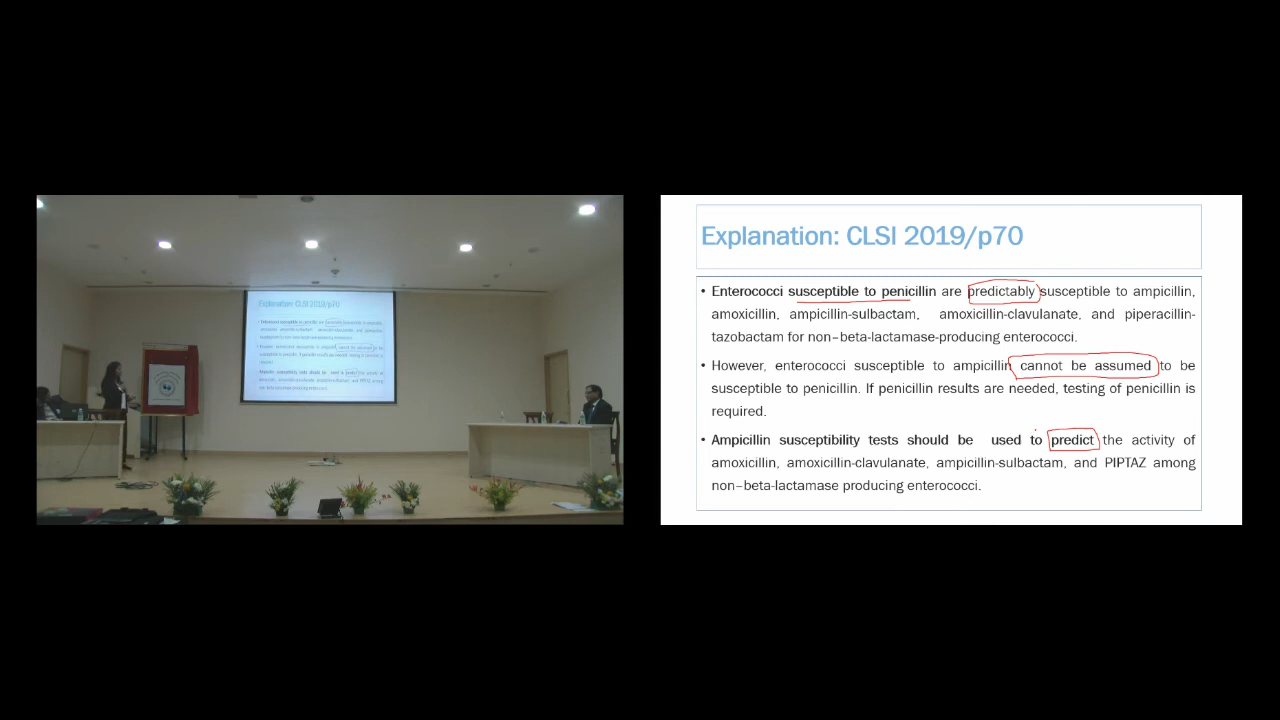 Explanation: CLSI 2019/p70
• Enterococci susceptible to penicillin are predictably susceptible to ampicillin,
amoxicillin, ampicillin-sulbactam, amoxicillin-clavulanate, and piperacillin-
tazobactam for non–beta-lactamase-producing enterococci.
• However, enterococci susceptible to ampicillin cannot be assumed to be
susceptible to penicillin. If penicillin results are needed, testing of penicillin is
required.
• Ampicillin susceptibility tests should be used to predict the activity of
amoxicillin, amoxicillin-clavulanate, ampicillin-sulbactam, and PIPTAZ among
non–beta-lactamase producing enterococci.